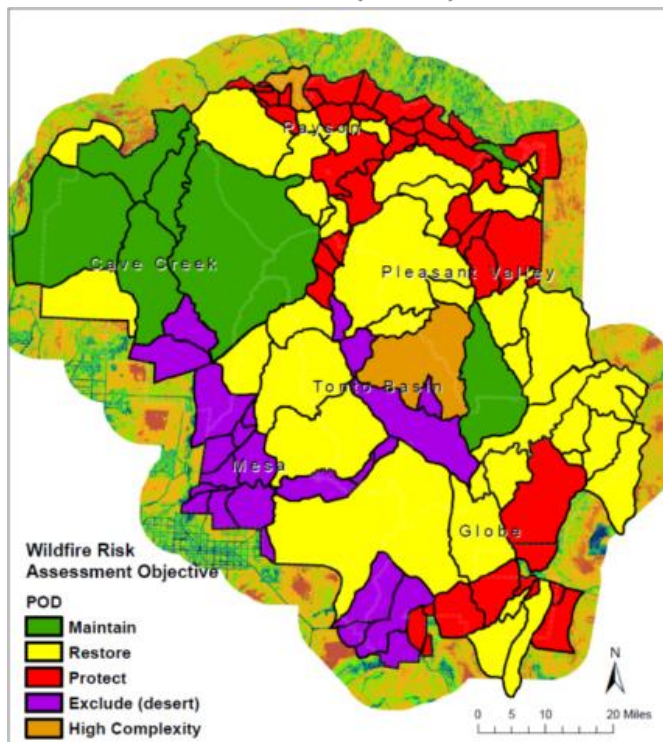 Payson
Cave Creek
Pleasant Valley
Tonto Basin
Mesa
Globe
Wildfire Risk
Assessment Objective
POD
Maintain
Restore
Protect
Exclude (desert)
High Complexity
N
0 5 10 20 Miles